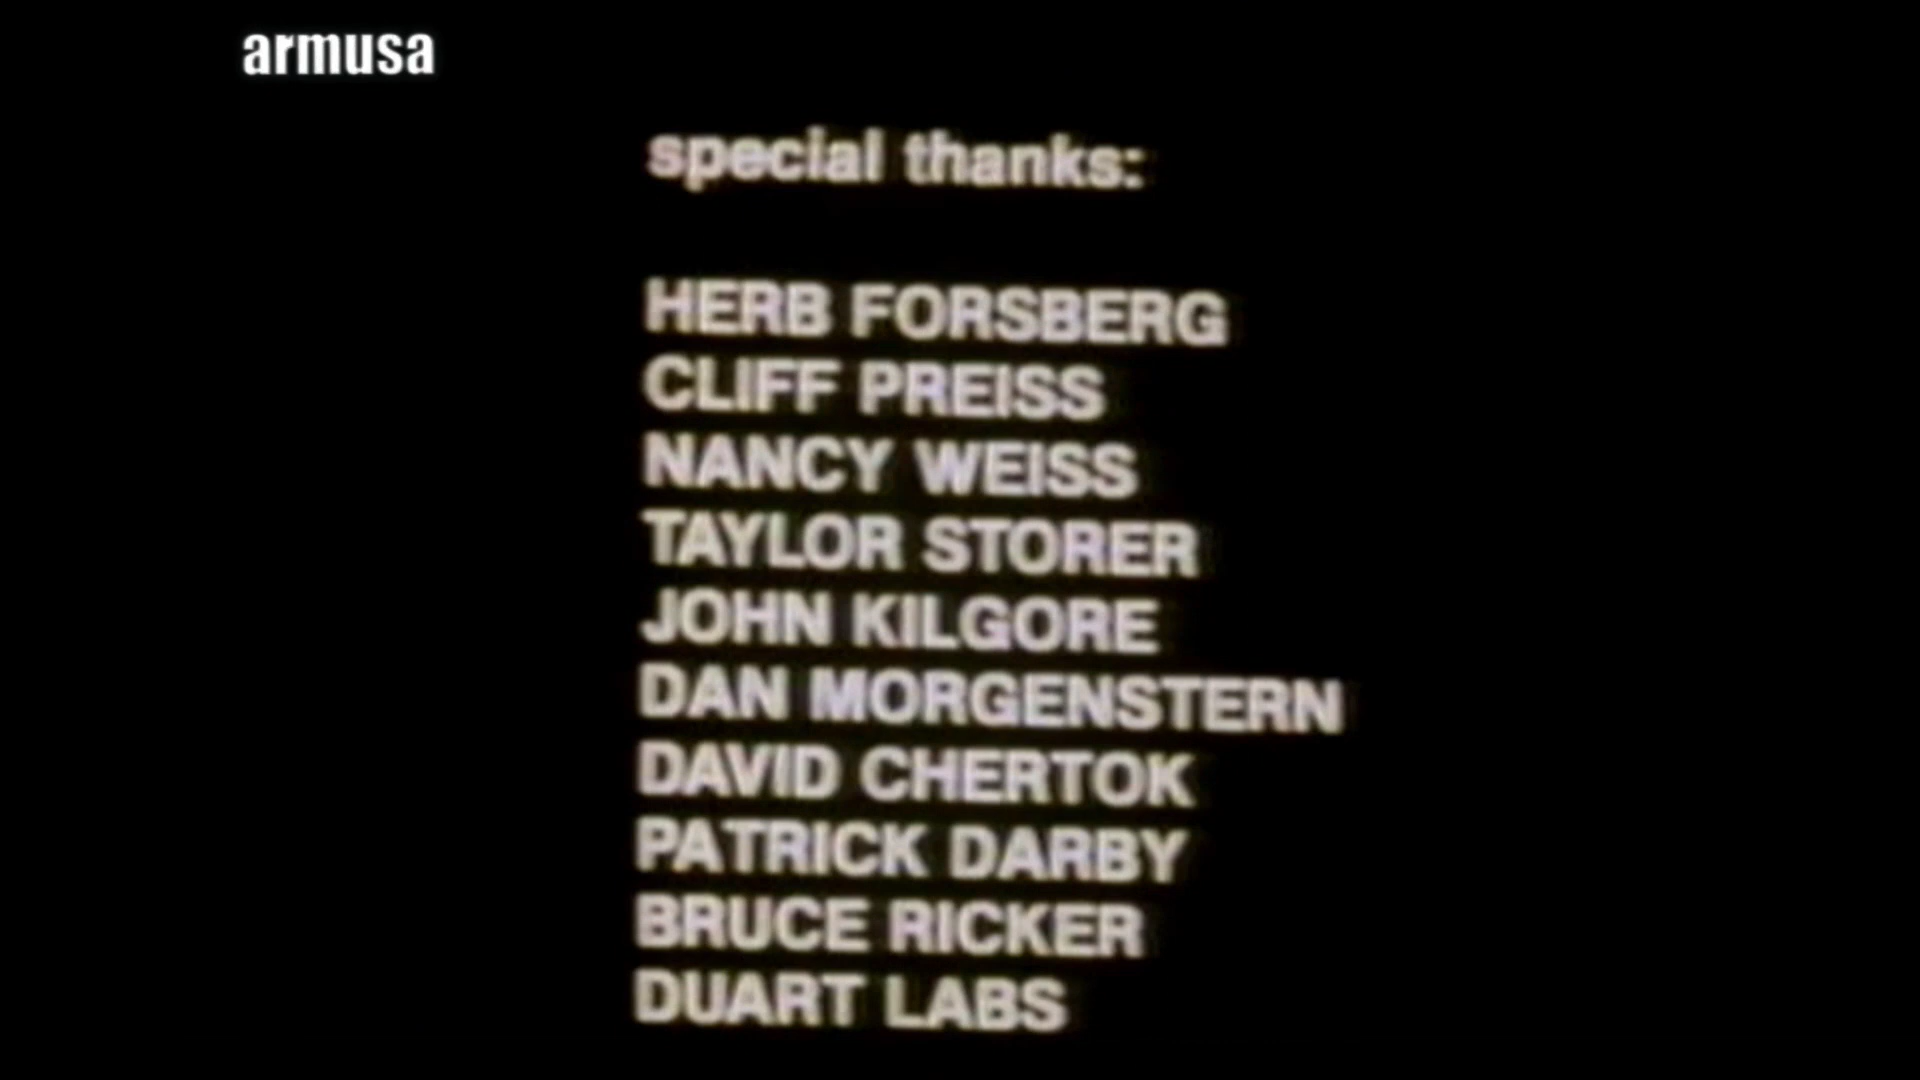 armusa
special thanks:
HERB FORSBERG
CLIFF PREISS
NANCY WEISS
TAYLOR STORER
JOHN KILGORE
DAN MORGENSTERN
DAVID CHERTOK
PATRICK DARBY
BRUCE RICKER
DUART LABS